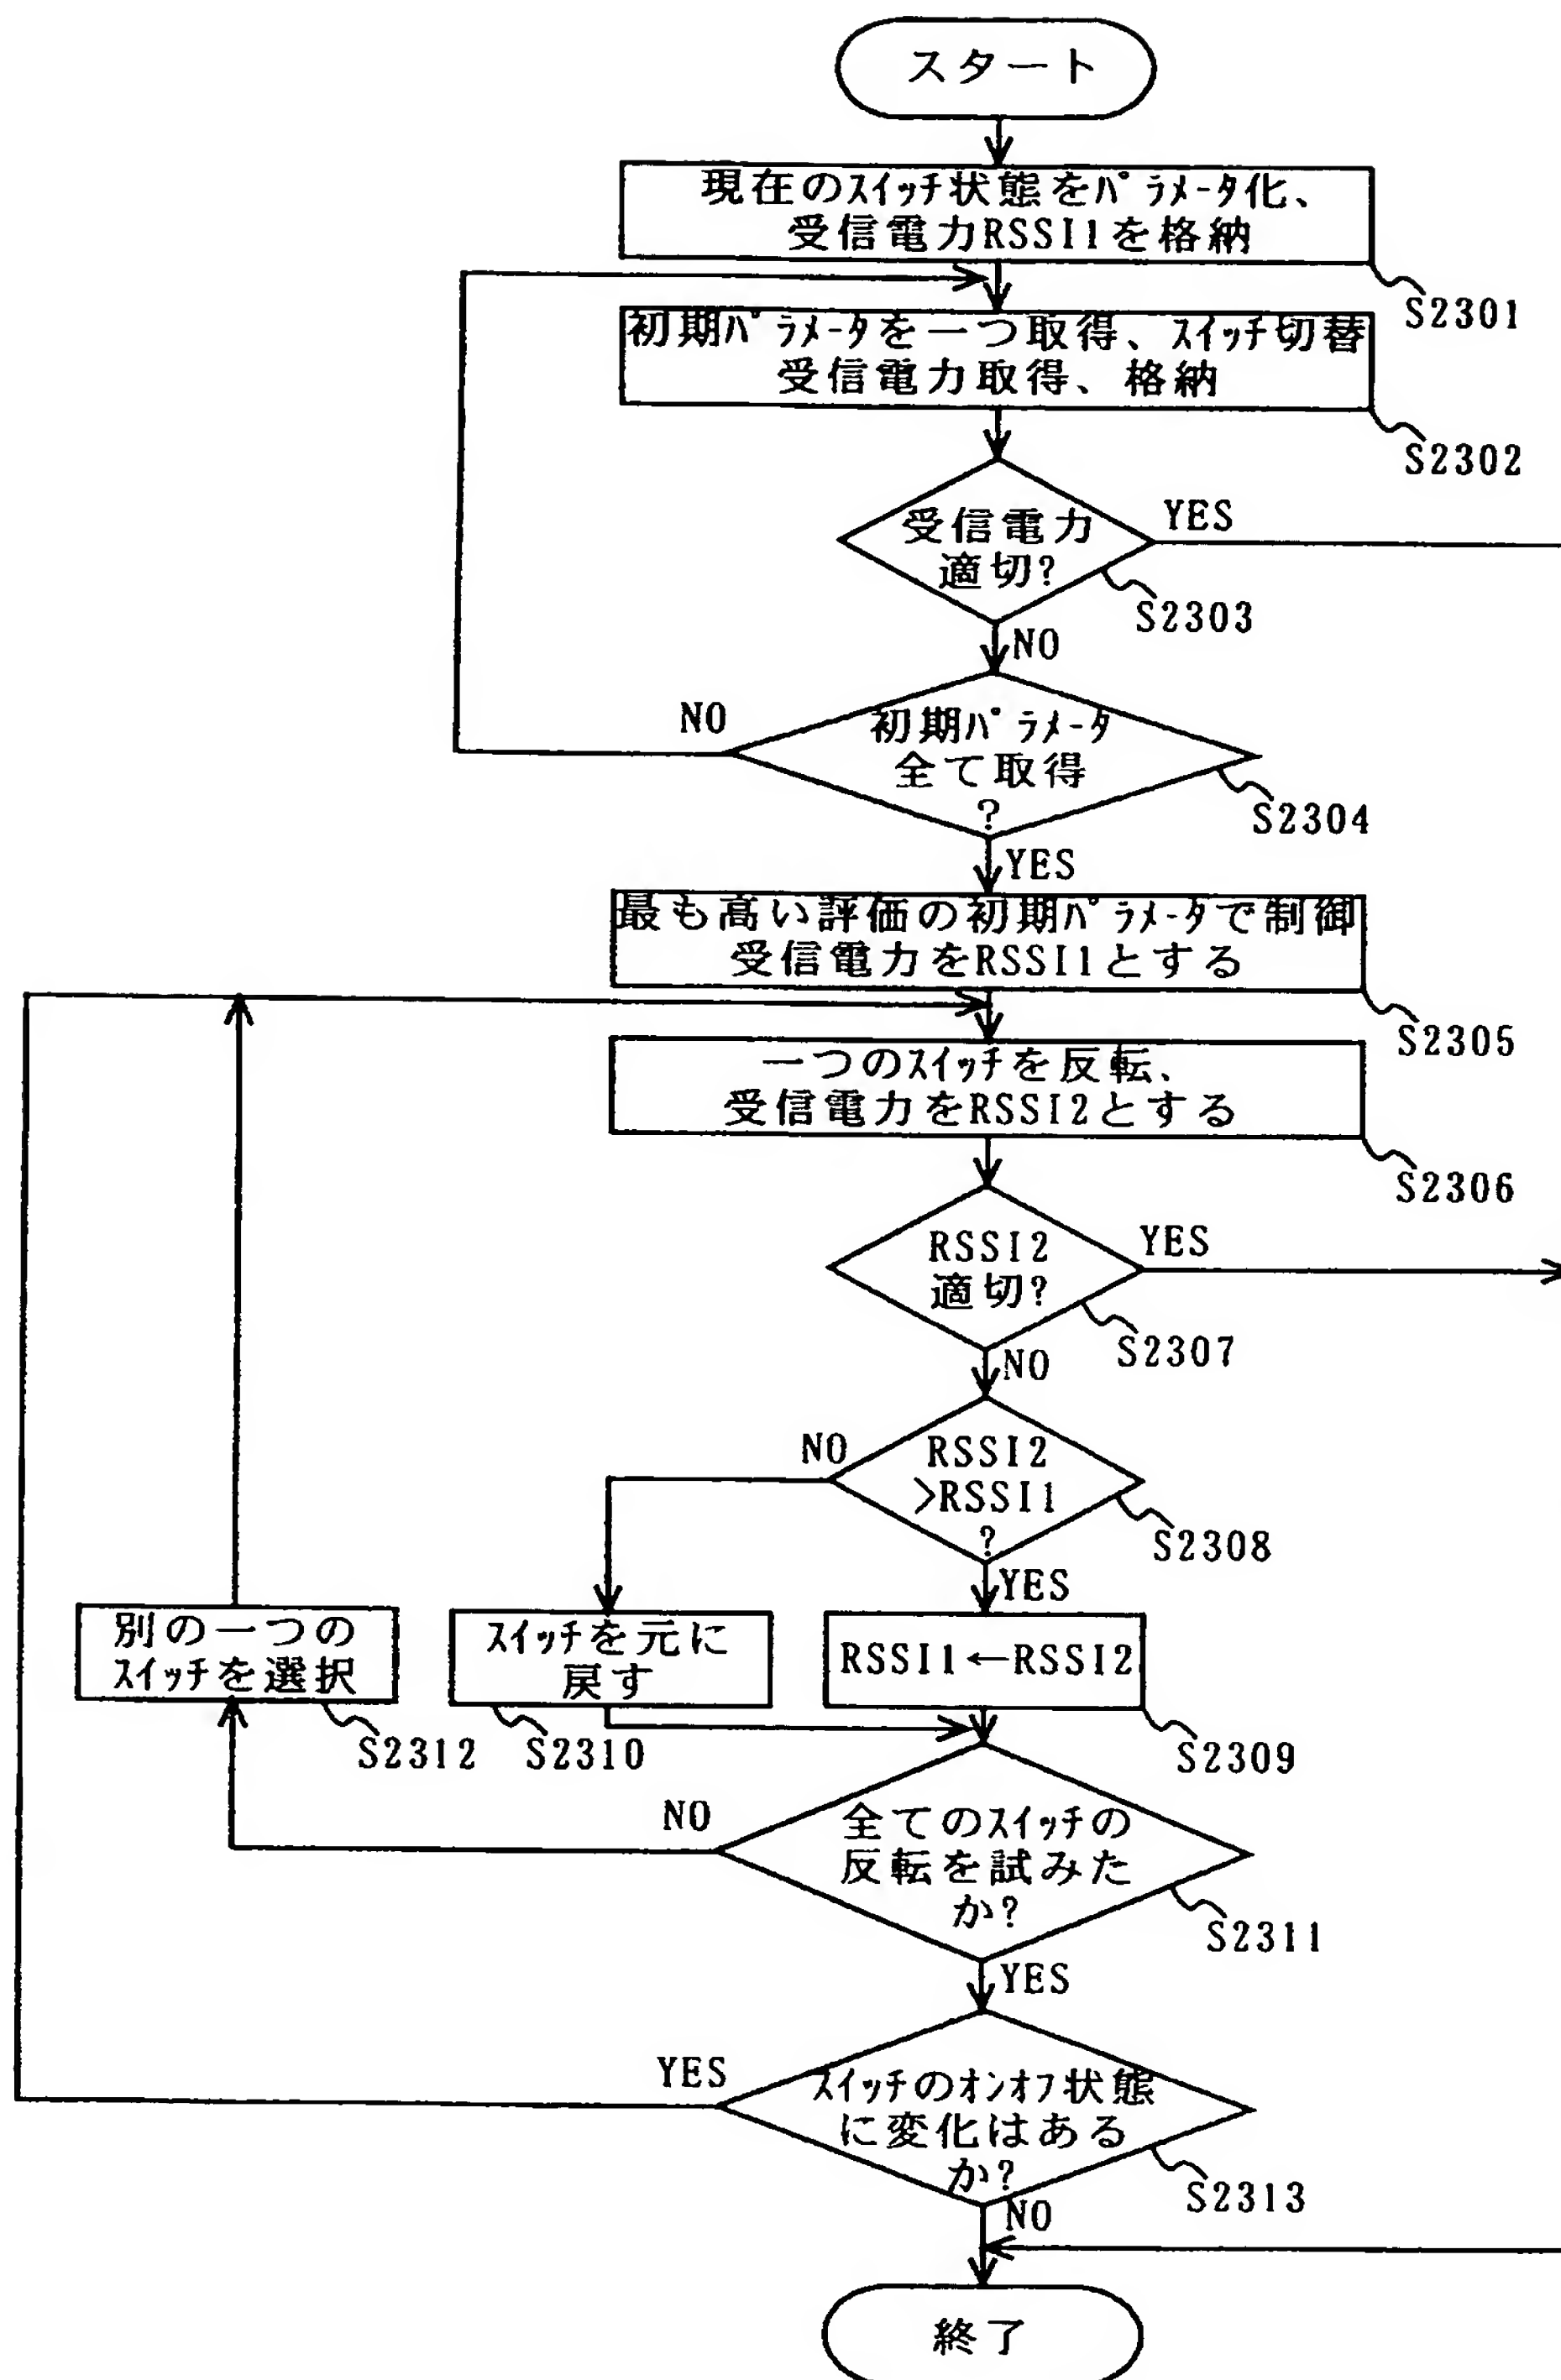 スタート
現在のｽｲｯﾁ状態をﾊﾟﾗﾒｰﾀ化、
受信電力RSSI1を格納
S2301
初期ﾊﾟﾗﾒｰﾀを一つ取得、ｽｲｯﾁ切替
受信電力取得、格納
S2302
受信電力
適切?
YES
S2303
NO
初期ﾊﾟﾗﾒｰﾀ
全て取得
?
NO
S2304
YES
最も高い評価の初期ﾊﾟﾗﾒｰﾀで制御
受信電力をRSSI1とする
S2305
一つのｽｲｯﾁを反転、
受信電力をRSSI2とする
S2306
RSSI2
適切?
YES
S2307
NO
RSSI2
>RSSI1
?
NO
S2308
YES
別の一つの
ｽｲｯﾁを選択
S2312
ｽｲｯﾁを元に
戻す
S2310
RSSI1←RSSI2
S2309
全てのｽｲｯﾁの
反転を試みた
か?
NO
S2311
YES
ｽｲｯﾁのｵﾝｵﾌ状態
に変化はある
か?
YES
S2313
NO
終了